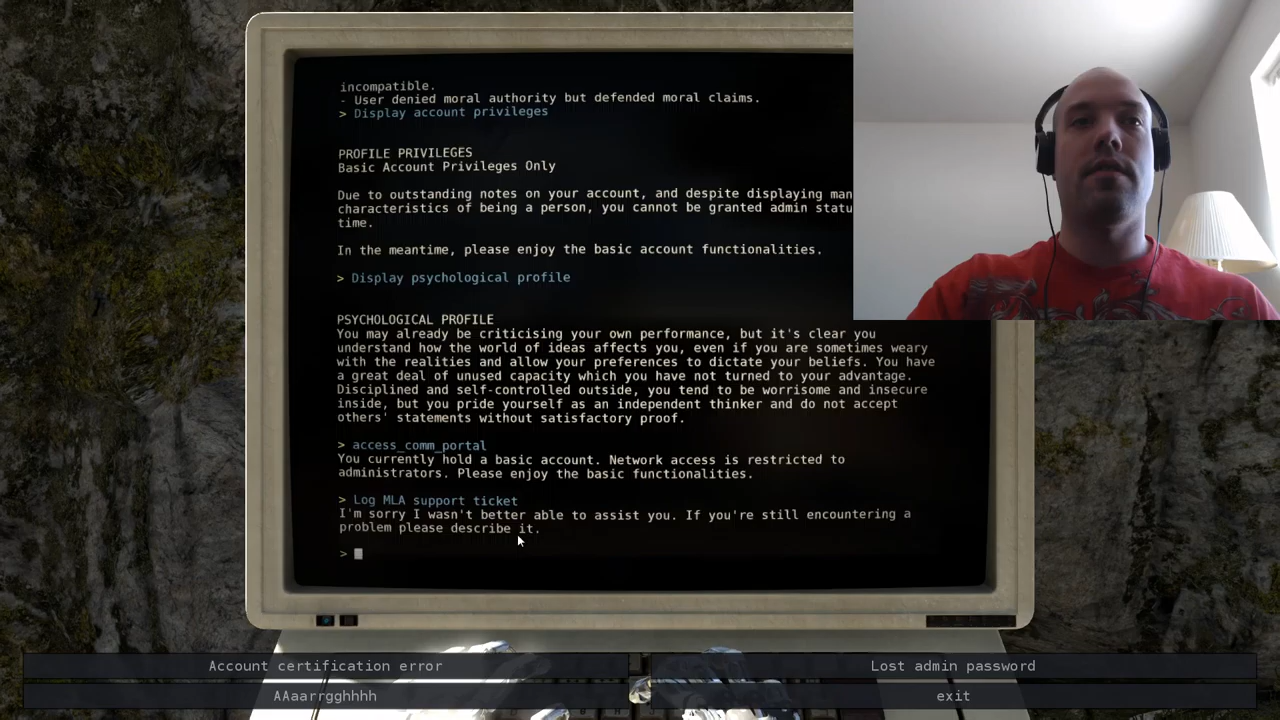 incompatible.
- User denied moral authority but defended moral claims.
> Display account privileges
PROFILE PRIVILEGES
Basic Account Privileges Only
Due to outstanding notes on your account, and despite displaying
characteristics of being a person, you cannot be granted admin
time.
In the meantime, please enjoy the basic account functionalities.
> Display psychological profile
PSYCHOLOGICAL PROFILE
You may already be criticising your own performance, but it's clear you
understand how the world of ideas affects you, even if you are sometimes weary
with the realities and allow your preferences to dictate your beliefs. You have
a great deal of unused capacity which you have not turned to your advantage.
Disciplined and self-controlled outside, you tend to be worrisome and insecure
inside, but you pride yourself as an independent thinker and do not accept
others' statements without satisfactory proof.
> access_comm_portal
You currently hold a basic account. Network access is restricted to
administrators. Please enjoy the basic functionalities.
> Log MLA support ticket
I'm sorry I wasn't better able to assist you. If you're still encountering a
problem please describe it.
>
Account certification error
Lost admin password
AAaarrgghhhh
exit